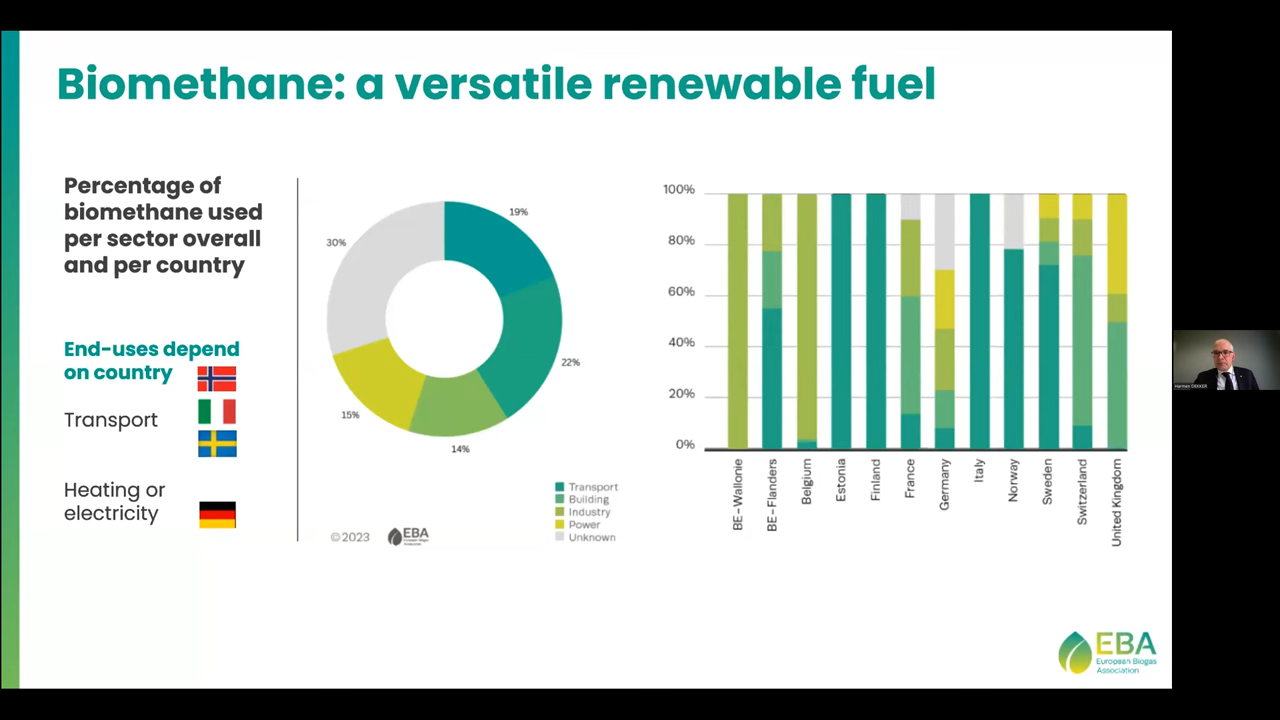 Biomethane: a versatile renewable fuel
Percentage of
biomethane used
per sector overall
and per country
End-uses depend
on country
Transport
Heating or
electricity
19%
30%
22%
15%
14%
Transport
Building
Industry
Power
Unknown
©2023
EBA
100%
80%
60%
40%
20%
0%
BE-Wallonie
BE-Flanders
Belgium
Estonia
Finland
France
Germany
Italy
Norway
Sweden
Switzerland
United Kingdom
EBA
European Biogas
Association
Harmen DEKKER